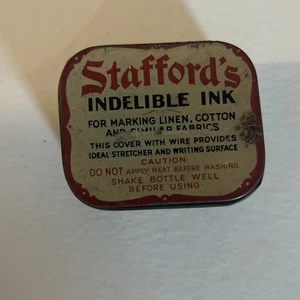 Stafford's
INDELIBLE INK
FOR MARKING LINEN, COTTON
AND SIMILAR FABRICS
THIS COVER WITH WIRE PROVIDES
IDEAL STRETCHER AND WRITING SURFACE
CAUTION
DO NOT APPLY HEAT BEFORE WASHING
SHAKE BOTTLE WELL
BEFORE USING